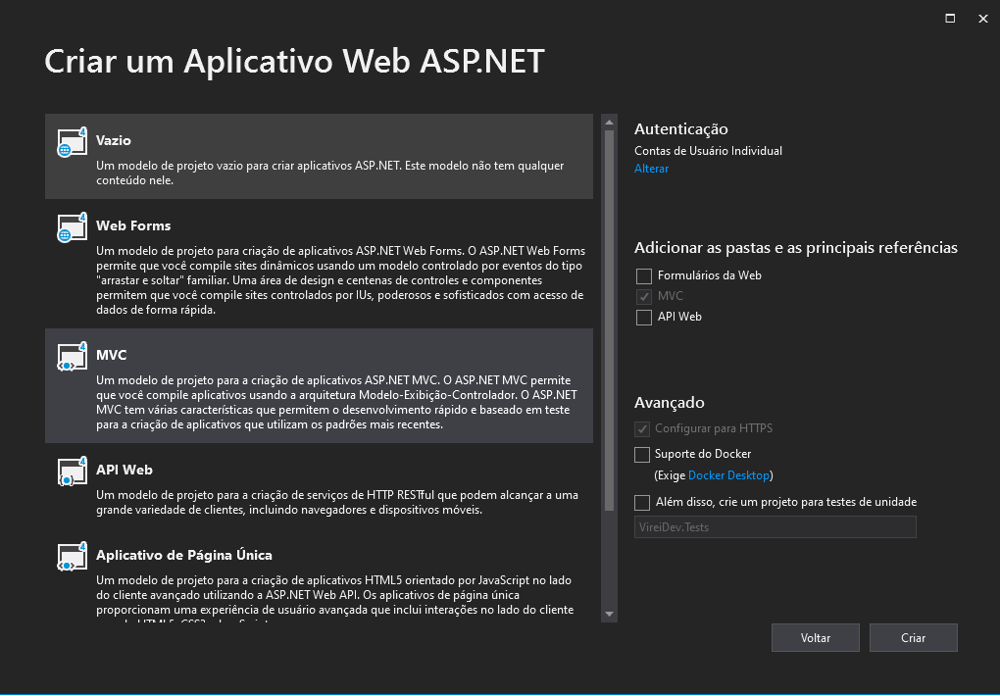 Criar um Aplicativo Web ASP.NET
Vazio
Um modelo de projeto vazio para criar aplicativos ASP.NET. Este modelo não tem qualquer
conteúdo nele.
Web Forms
Um modelo de projeto para criação de aplicativos ASP.NET Web Forms. O ASP.NET Web Forms
permite que você compile sites dinâmicos usando um modelo controlado por eventos do tipo
"arrastar e soltar" familiar. Uma área de design e centenas de controles e componentes
permitem que você compile sites controlados por IUs, poderosos e sofisticados com acesso de
dados de forma rápida.
MVC
Um modelo de projeto para a criação de aplicativos ASP.NET MVC. O ASP.NET MVC permite
que você compile aplicativos usando a arquitetura Modelo-Exibição-Controlador. O ASP.NET
MVC tem várias características que permitem o desenvolvimento rápido e baseado em teste
para a criação de aplicativos que utilizam os padrões mais recentes.
API Web
Um modelo de projeto para a criação de serviços de HTTP RESTful que podem alcançar a uma
grande variedade de clientes, incluindo navegadores e dispositivos móveis.
Aplicativo de Página Única
Um modelo de projeto para a criação de aplicativos HTML5 orientado por JavaScript no lado
do cliente avançado utilizando a ASP.NET Web API. Os aplicativos de página única
proporcionam uma experiência de usuário avançada que inclui interações no lado do cliente
Autenticação
Contas de Usuário Individual
Alterar
Adicionar as pastas e as principais referências
Formulários da Web
MVC
API Web
Avançado
Configurar para HTTPS
Suporte do Docker
(Exige Docker Desktop)
Além disso, crie um projeto para testes de unidade
VireiDev.Tests
Voltar
Criar